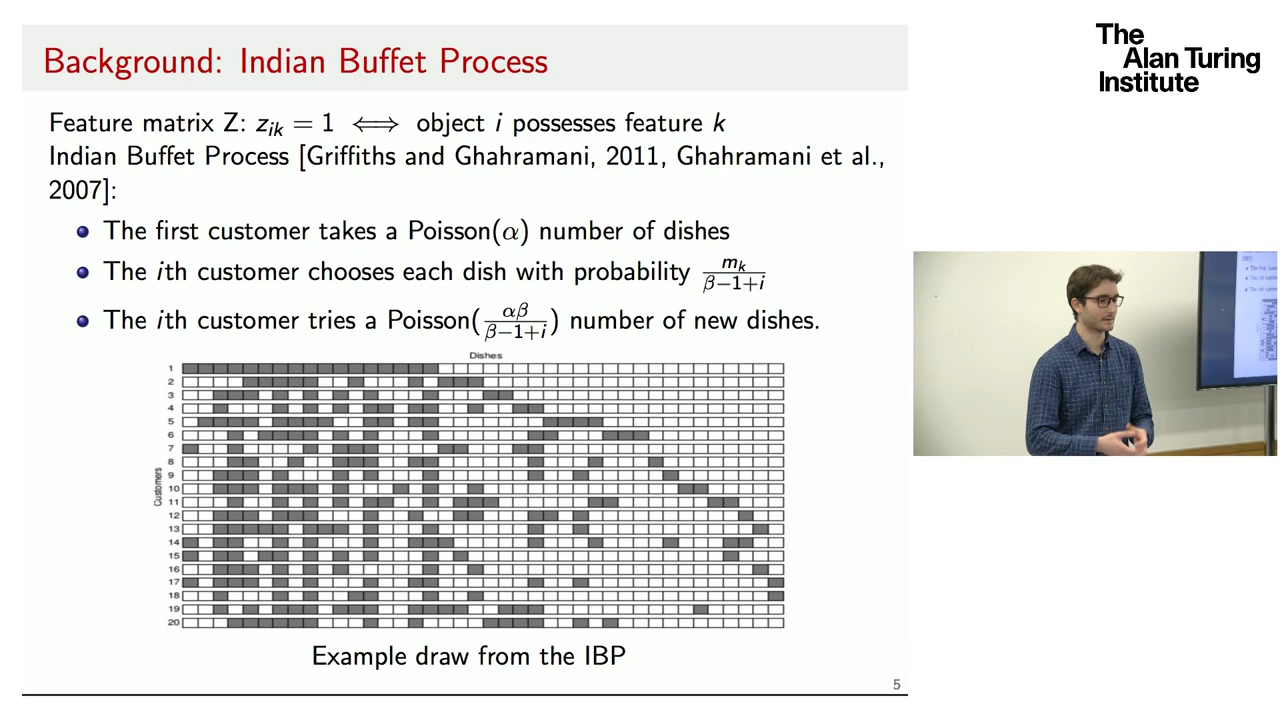 Background: Indian Buffet Process
The
Alan Turing
Institute
Feature matrix Z: z_{ik} = 1 ⟺ object i possesses feature k
Indian Buffet Process [Griffiths and Ghahramani, 2011, Ghahramani et al.,
2007]:
The first customer takes a Poisson(α) number of dishes
The ith customer chooses each dish with probability \frac{m_k}{β−1+i}
The ith customer tries a Poisson(\frac{αβ}{β−1+i}) number of new dishes.
Dishes
Customers
1
2
3
4
5
6
7
8
9
10
11
12
13
14
15
16
17
18
19
20
Example draw from the IBP
5